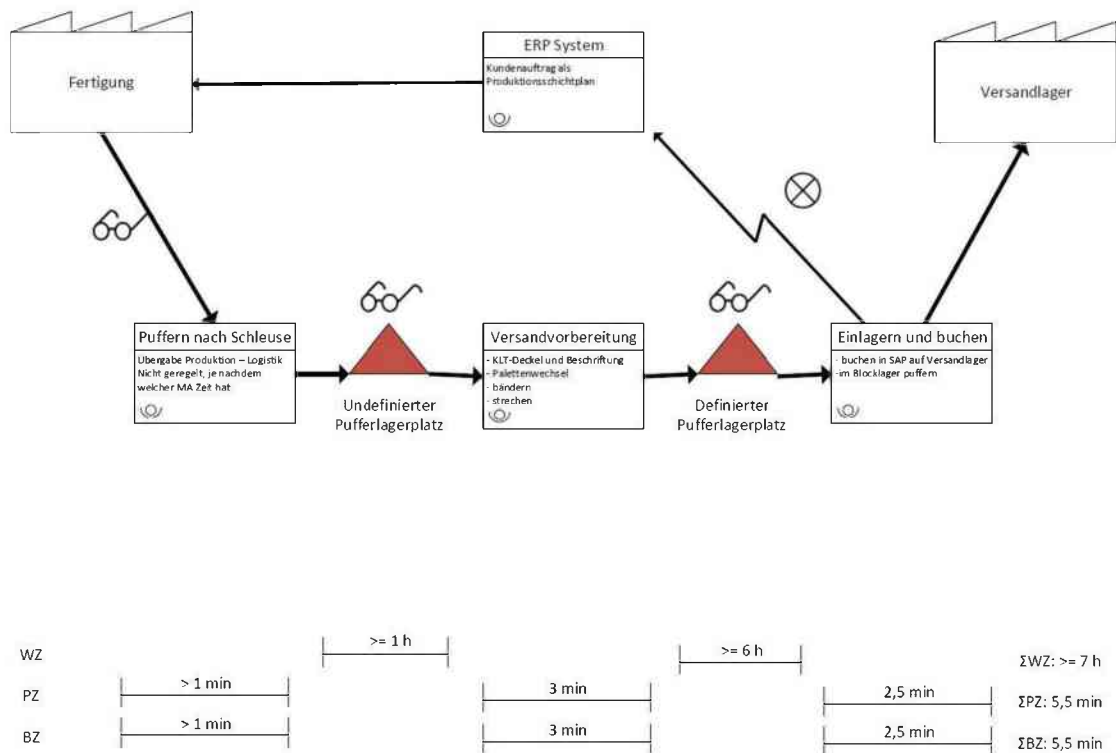 Fertigung
ERP System
Kundenauftrag als
Produktionsschichtplan
Versandlager
Puffern nach Schleuse
Übergabe Produktion – Logistik
Nicht geregelt, je nachdem
welcher MA Zeit hat
Undefinierter
Pufferlagerplatz
Versandvorbereitung
- KLT-Deckel und Beschriftung
- Palettenwechsel
- bändern
- strechen
Definierter
Pufferlagerplatz
Einlagern und buchen
- buchen in SAP auf Versandlager
-im Blocklager puffern
WZ
>= 1 h
>= 6 h
ΣWZ: >= 7 h
PZ
> 1 min
3 min
2,5 min
ΣPZ: 5,5 min
BZ
> 1 min
3 min
2,5 min
ΣBZ: 5,5 min